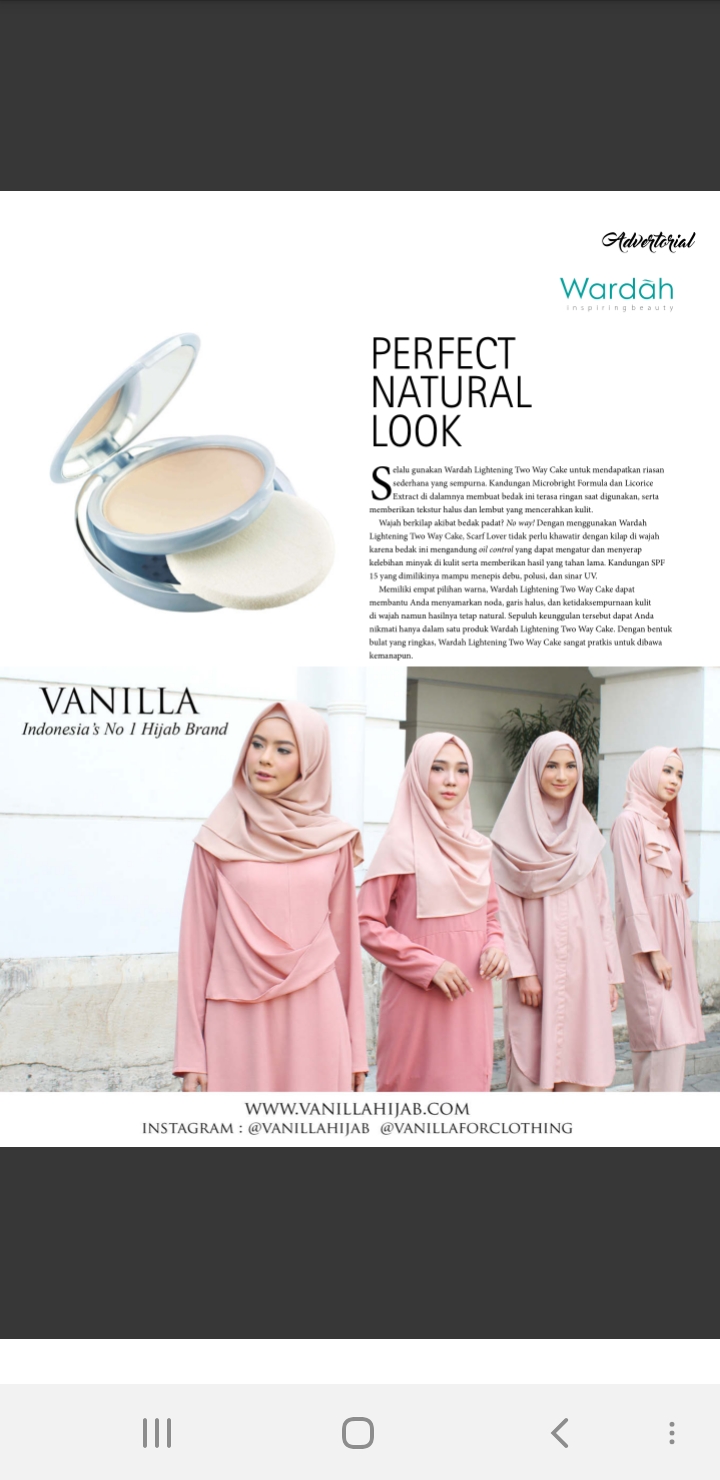 Advertorial
Wardah
inspiringbeauty
PERFECT
NATURAL
LOOK
Selalu gunakan Wardah Lightening Two Way Cake untuk mendapatkan riasan
sederhana yang sempurna. Kandungan Microbright Formula dan Licorice
Extract di dalamnya membuat bedak ini terasa ringan saat digunakan, serta
memberikan tekstur halus dan lembut yang mencerahkan kulit.
Wajah berkilap akibat bedak padat? No way! Dengan menggunakan Wardah
Lightening Two Way Cake, Scarf Lover tidak perlu khawatir dengan kilap di wajah
karena bedak ini mengandung oil control yang dapat mengatur dan menyerap
kelebihan minyak di kulit serta memberikan hasil yang tahan lama. Kandungan SPF
15 yang dimilikinya mampu menepis debu, polusi, dan sinar UV.
Memiliki empat pilihan warna, Wardah Lightening Two Way Cake dapat
membantu Anda menyamarkan noda, garis halus, dan ketidaksempurnaan kulit
di wajah namun hasilnya tetap natural. Sepuluh keunggulan tersebut dapat Anda
nikmati hanya dalam satu produk Wardah Lightening Two Way Cake. Dengan bentuk
bulat yang ringkas, Wardah Lightening Two Way Cake sangat pratkis untuk dibawa
kemanapun.
VANILLA
Indonesia's No 1 Hijab Brand
WWW.VANILLAHIJAB.COM
INSTAGRAM : @VANILLAHIJAB @VANILLAFORCLOTHING